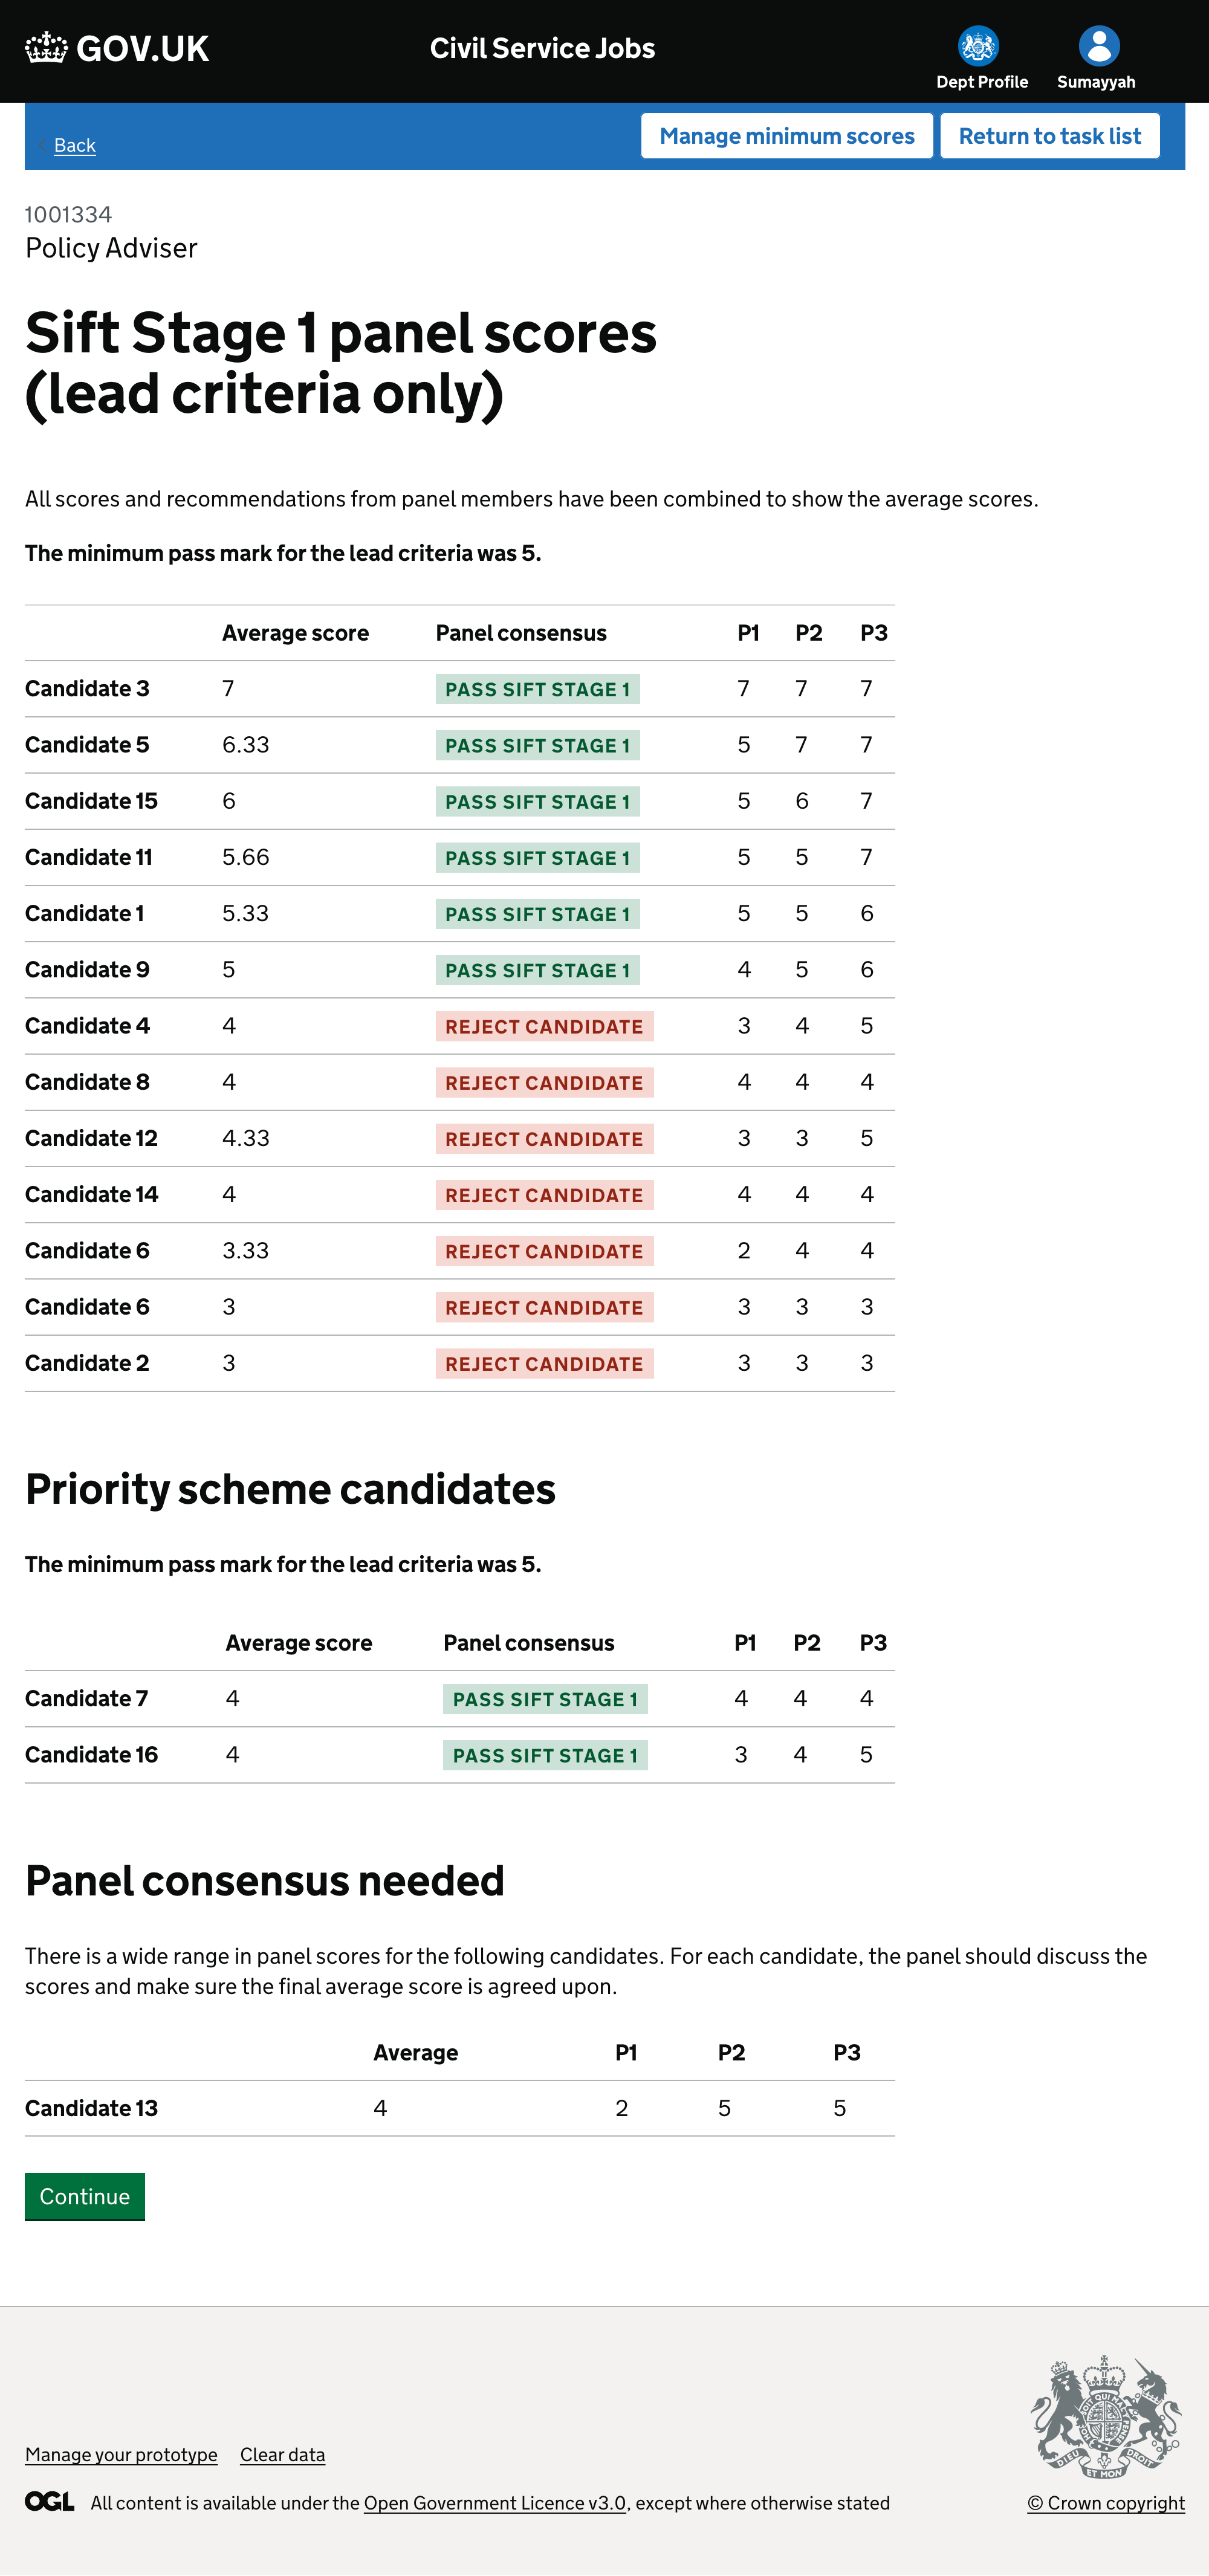 GOV.UK
Civil Service Jobs
Dept Profile
Sumayyah
Back
Manage minimum scores
Return to task list
1001334
Policy Adviser
Sift Stage 1 panel scores
(lead criteria only)
All scores and recommendations from panel members have been combined to show the average scores.
The minimum pass mark for the lead criteria was 5.
Average score Panel consensus P1 P2 P3
Candidate 3 7 PASS SIFT STAGE 1 7 7 7
Candidate 5 6.33 PASS SIFT STAGE 1 5 7 7
Candidate 15 6 PASS SIFT STAGE 1 5 6 7
Candidate 11 5.66 PASS SIFT STAGE 1 5 5 7
Candidate 1 5.33 PASS SIFT STAGE 1 5 5 6
Candidate 9 5 PASS SIFT STAGE 1 4 5 6
Candidate 4 4 REJECT CANDIDATE 3 4 5
Candidate 8 4 REJECT CANDIDATE 4 4 4
Candidate 12 4.33 REJECT CANDIDATE 3 3 5
Candidate 14 4 REJECT CANDIDATE 4 4 4
Candidate 6 3.33 REJECT CANDIDATE 2 4 4
Candidate 6 3 REJECT CANDIDATE 3 3 3
Candidate 2 3 REJECT CANDIDATE 3 3 3
Priority scheme candidates
The minimum pass mark for the lead criteria was 5.
Average score Panel consensus P1 P2 P3
Candidate 7 4 PASS SIFT STAGE 1 4 4 4
Candidate 16 4 PASS SIFT STAGE 1 3 4 5
Panel consensus needed
There is a wide range in panel scores for the following candidates. For each candidate, the panel should discuss the
scores and make sure the final average score is agreed upon.
Average P1 P2 P3
Candidate 13 4 2 5 5
Continue
DIEU ET MON DROIT
Manage your prototype Clear data
OGL All content is available under the Open Government Licence v3.0, except where otherwise stated
© Crown copyright